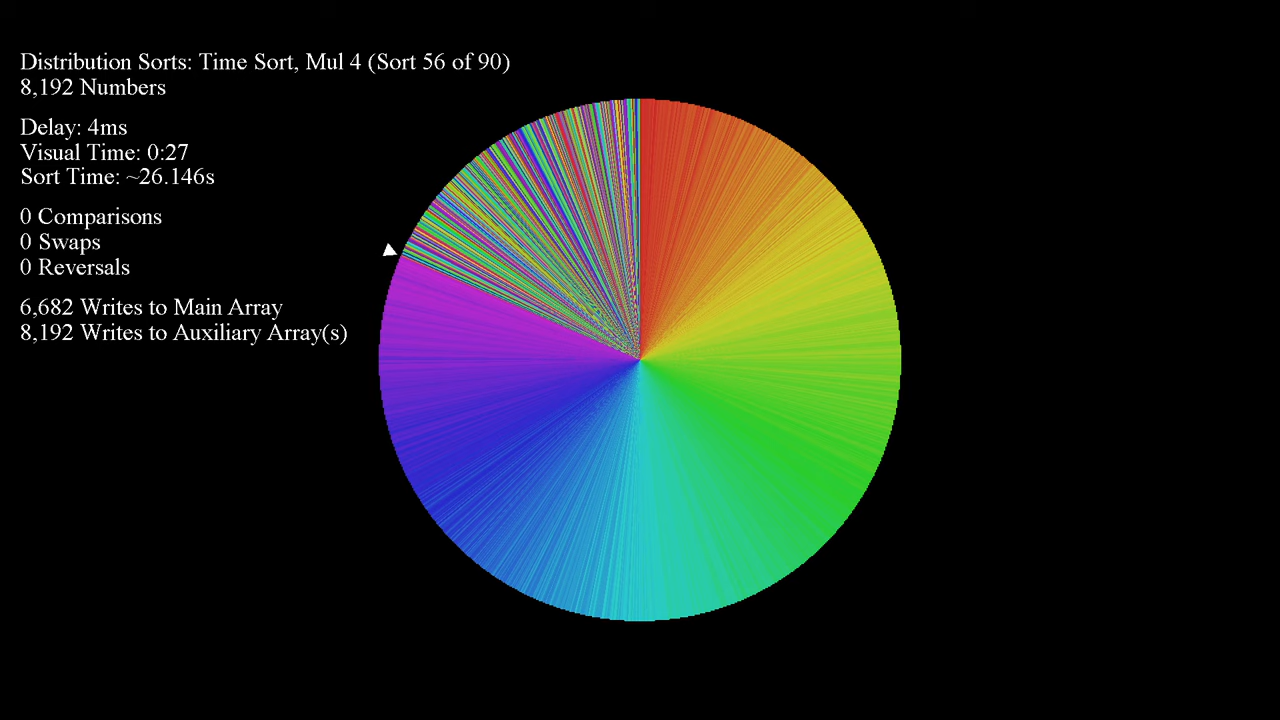 Distribution Sorts: Time Sort, Mul 4 (Sort 56 of 90)
8,192 Numbers
Delay: 4ms
Visual Time: 0:27
Sort Time: ~26.146s
0 Comparisons
0 Swaps
0 Reversals
6,682 Writes to Main Array
8,192 Writes to Auxiliary Array(s)